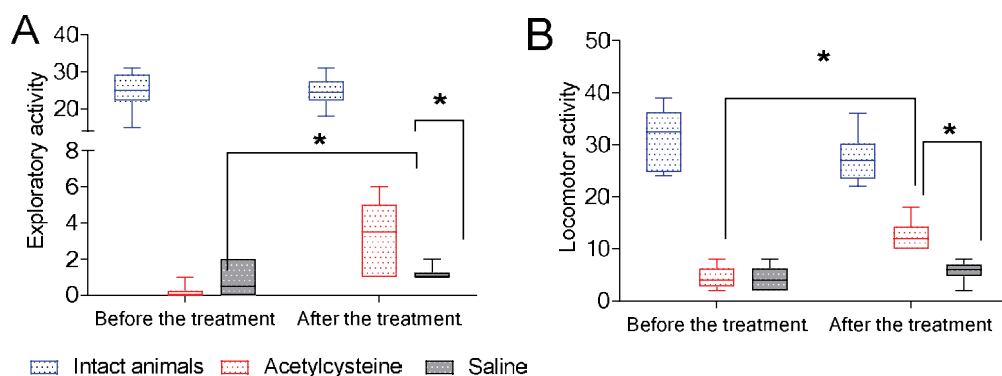 A
Exploratory activity
40
30
20
8
6
4
2
0
*
*
Before the treatment
After the treatment
B
Locomotor activity
50
40
30
20
10
0
*
*
Before the treatment
After the treatment
Intact animals
Acetylcysteine
Saline